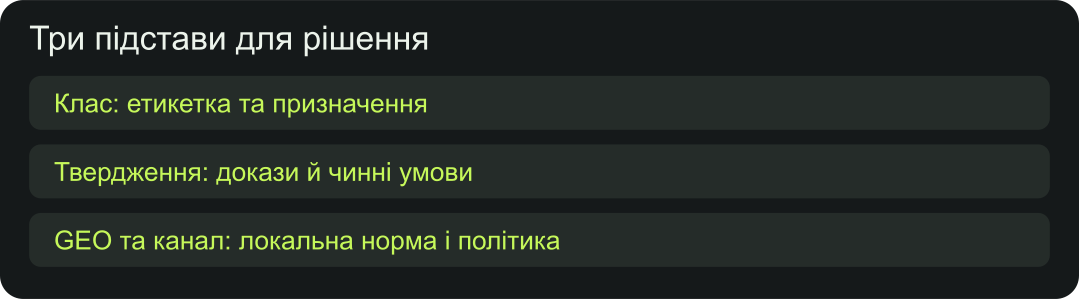 Три підстави для рішення
Клас: етикетка та призначення
Твердження: докази й чинні умови
GEO та канал: локальна норма і політика